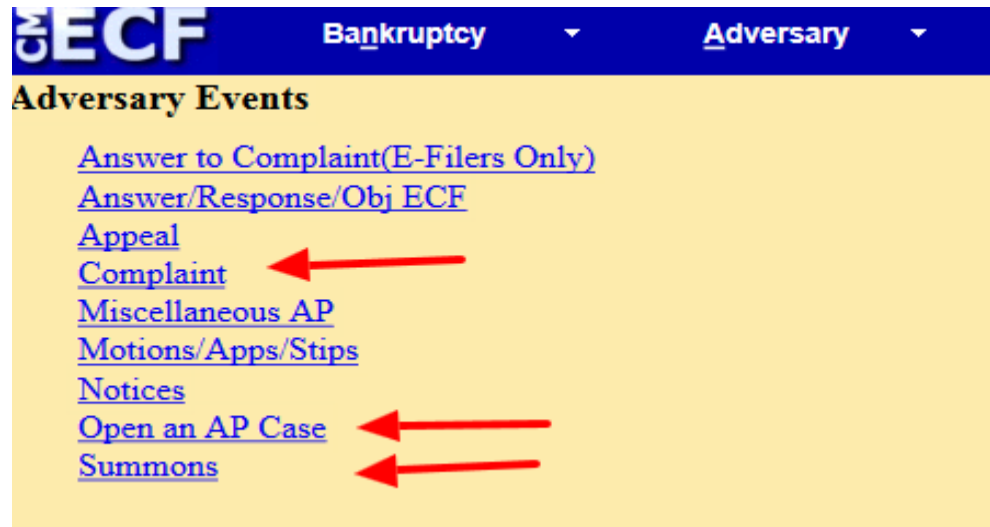 CM ECF Bankruptcy Adversary
Adversary Events
Answer to Complaint(E-Filers Only)
Answer/Response/Obj ECF
Appeal
Complaint
Miscellaneous AP
Motions/Apps/Stips
Notices
Open an AP Case
Summons